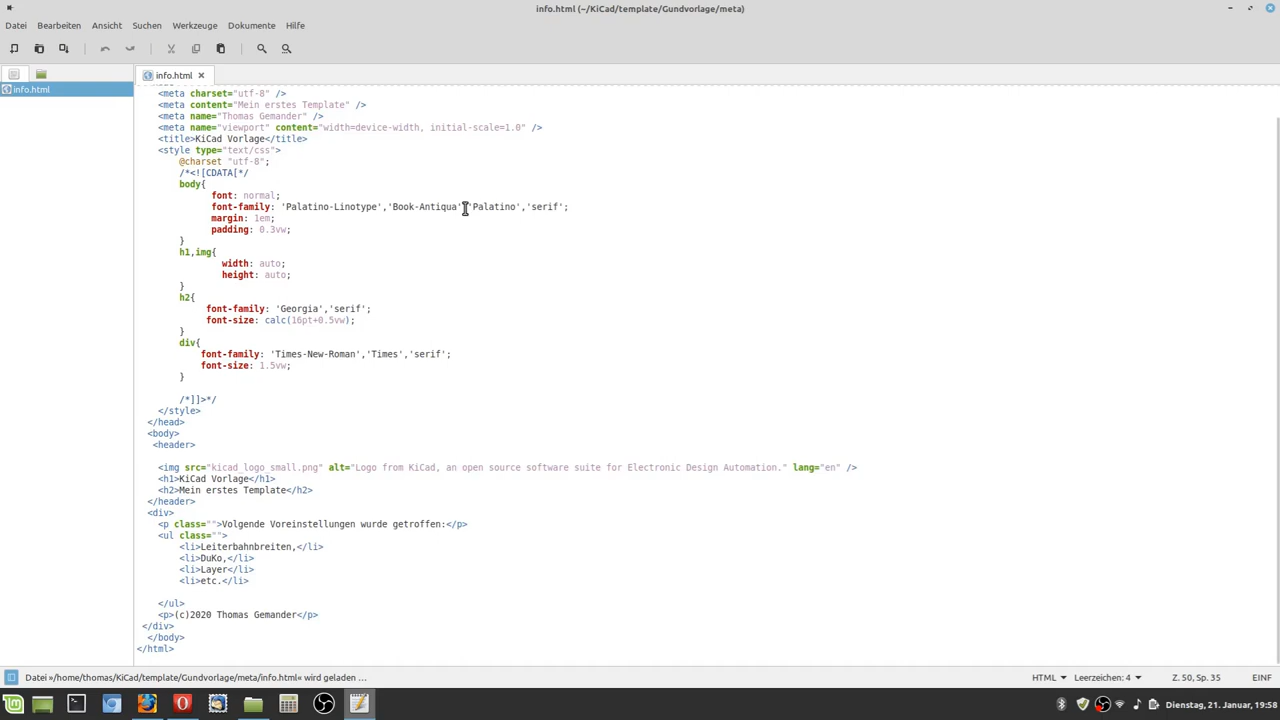 info.html (~/KiCad/template/Gundvorlage/meta)
Datei Bearbeiten Ansicht Suchen Werkzeuge Dokumente Hilfe
info.html
info.html
<meta charset="utf-8" />
<meta content="Mein erstes Template" />
<meta name="Thomas Gemander" />
<meta name="viewport" content="width=device-width, initial-scale=1.0" />
<title>KiCad Vorlage</title>
<style type="text/css">
@charset "utf-8";
/*<![CDATA[*/
body{
font: normal;
font-family: 'Palatino-Linotype','Book-Antiqua','Palatino','serif';
margin: 1em;
padding: 0.3vw;
}
h1,img{
width: auto;
height: auto;
}
h2{
font-family: 'Georgia','serif';
font-size: calc(16pt+0.5vw);
}
div{
font-family: 'Times-New-Roman','Times','serif';
font-size: 1.5vw;
}
/*]]>*/
</style>
</head>
<body>
<header>
<img src="kicad_logo_small.png" alt="Logo from KiCad, an open source software suite for Electronic Design Automation." lang="en" />
<h1>KiCad Vorlage</h1>
<h2>Mein erstes Template</h2>
</header>
<div>
<p class="">Volgende Voreinstellungen wurde getroffen:</p>
<ul class="">
<li>Leiterbahnbreiten,</li>
<li>DuKo,</li>
<li>Layer</li>
<li>etc.</li>
</ul>
<p>(c)2020 Thomas Gemander</p>
</div>
</body>
</html>
Datei »/home/thomas/KiCad/template/Gundvorlage/meta/info.html« wird geladen ... HTML Leerzeichen: 4 Z. 50, Sp. 35 EINF
Dienstag, 21. Januar, 19:58